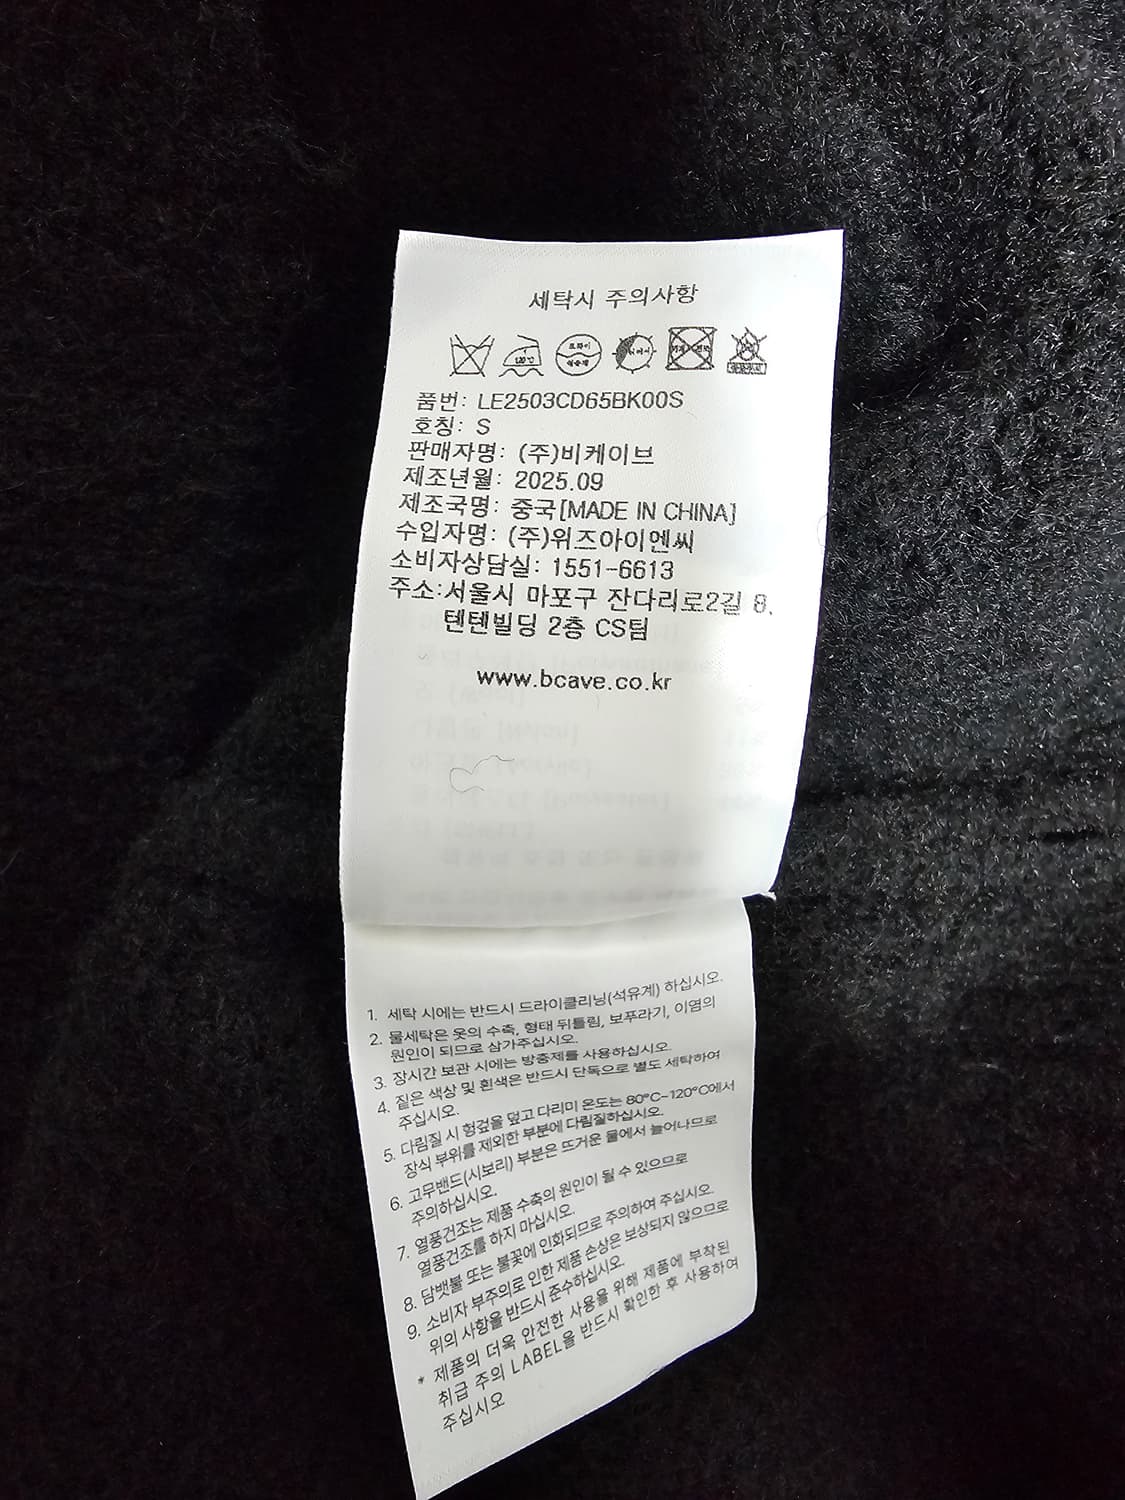 세탁시 주의사항
120℃ 드라이
석유계
품번: LE2503CD65BK00S
호칭: S
판매자명: (주)비케이브
제조년월: 2025.09
제조국명: 중국[MADE IN CHINA]
수입자명: (주)위즈아이엔씨
소비자상담실: 1551-6613
주소:서울시 마포구 잔다리로2길 8,
텐텐빌딩 2층 CS팀
www.bcave.co.kr
1. 세탁 시에는 반드시 드라이클리닝(석유계) 하십시오.
2. 물세탁은 옷의 수축, 형태 뒤틀림, 보푸라기, 이염의
원인이 되므로 삼가주십시오.
3. 장시간 보관 시에는 방충제를 사용하십시오.
4. 짙은 색상 및 흰색은 반드시 단독으로 별도 세탁하여
주십시오.
5. 다림질 시 헝겊을 덮고 다리미 온도는 80°C~120°C에서
장식 부위를 제외한 부분에 다림질하십시오.
6. 고무밴드(시보리) 부분은 뜨거운 물에서 늘어나므로
주의하십시오.
7. 열풍건조는 제품 수축의 원인이 될 수 있으므로
열풍건조를 하지 마십시오.
8. 담뱃불 또는 불꽃에 인화되므로 주의하여 주십시오.
9. 소비자 부주의로 인한 제품 손상은 보상되지 않으므로
위의 사항을 반드시 준수하십시오.
* 제품의 더욱 안전한 사용을 위해 제품에 부착된
취급 주의 LABEL을 반드시 확인한 후 사용하여
주십시오